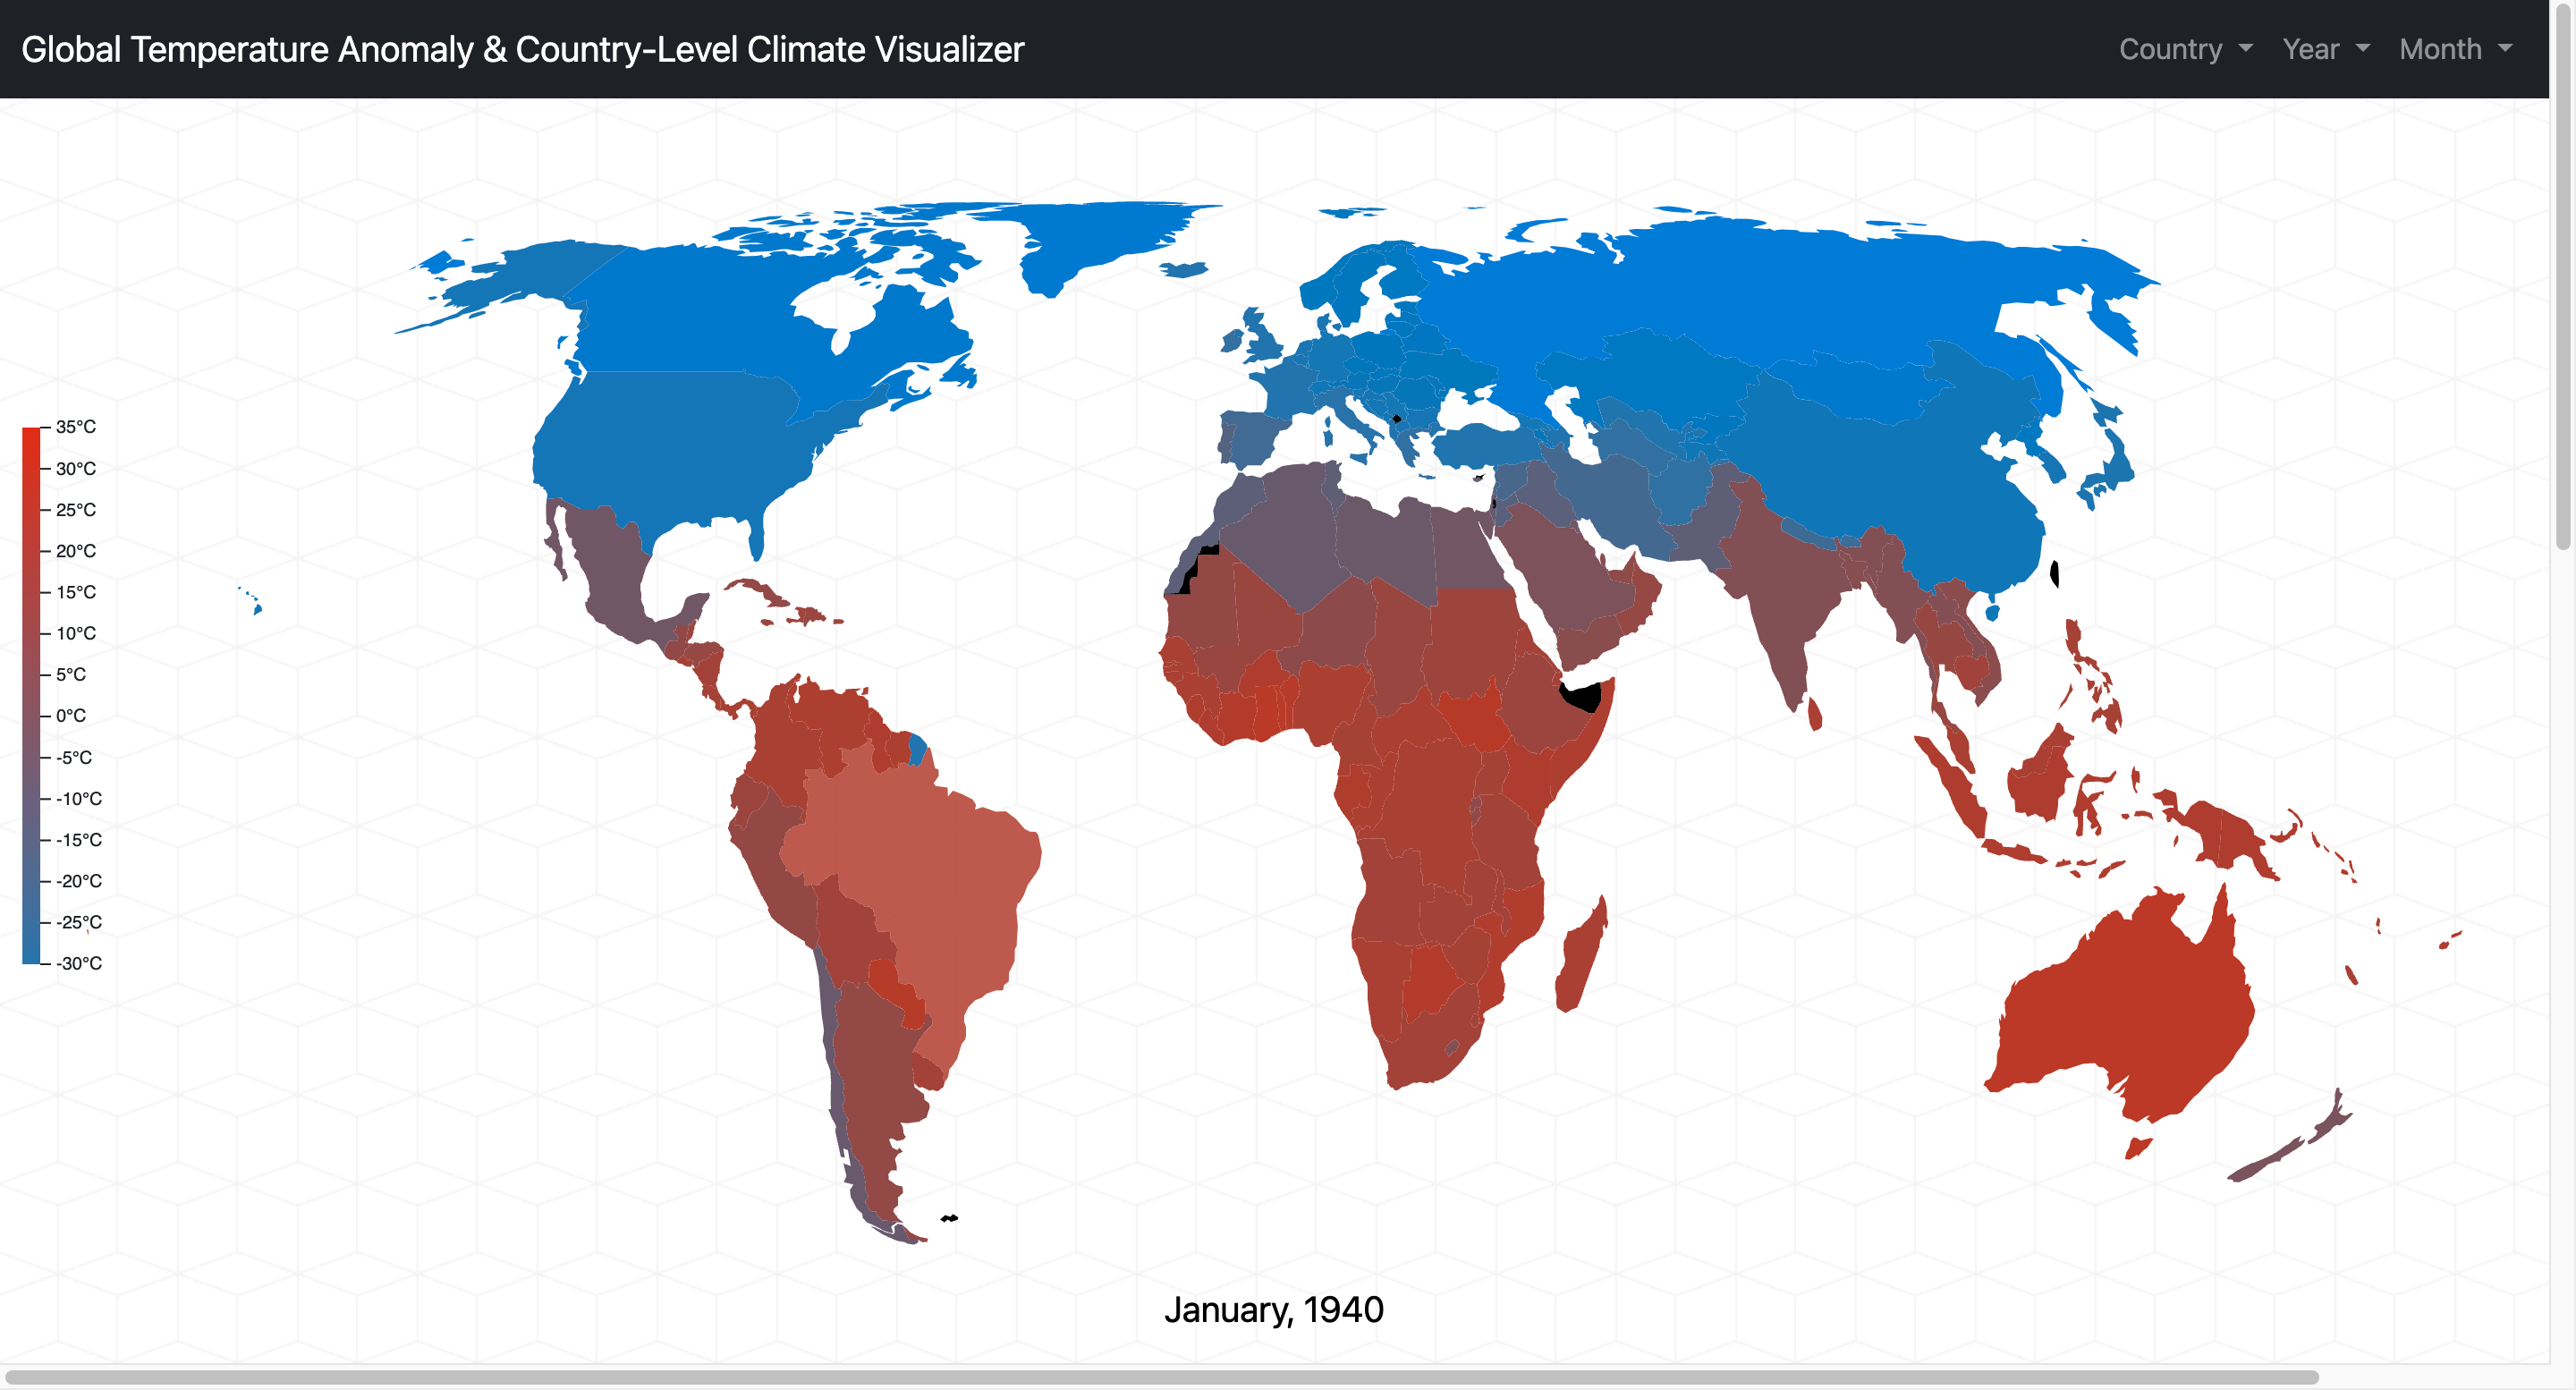 Global Temperature Anomaly & Country-Level Climate Visualizer
Country Year Month
35°C
30°C
25°C
20°C
15°C
10°C
5°C
0°C
-5°C
-10°C
-15°C
-20°C
-25°C
-30°C
January, 1940